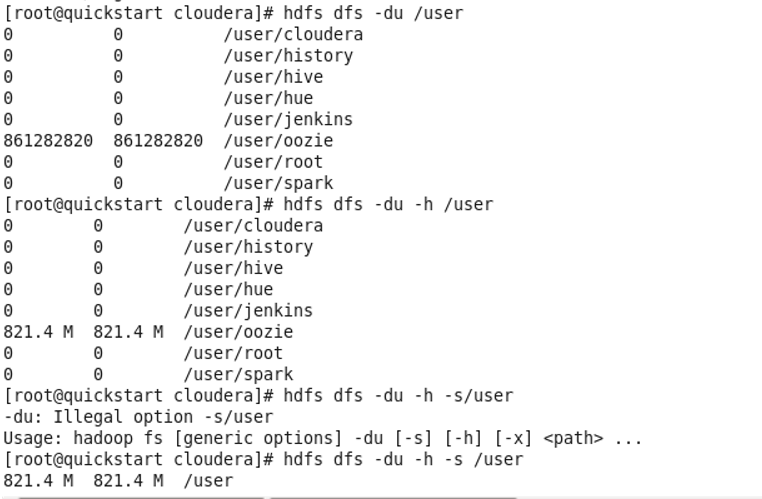 [root@quickstart cloudera]# hdfs dfs -du /user
0          0          /user/cloudera
0          0          /user/history
0          0          /user/hive
0          0          /user/hue
0          0          /user/jenkins
861282820  861282820  /user/oozie
0          0          /user/root
0          0          /user/spark
[root@quickstart cloudera]# hdfs dfs -du -h /user
0        0        /user/cloudera
0        0        /user/history
0        0        /user/hive
0        0        /user/hue
0        0        /user/jenkins
821.4 M  821.4 M  /user/oozie
0        0        /user/root
0        0        /user/spark
[root@quickstart cloudera]# hdfs dfs -du -h -s/user
-du: Illegal option -s/user
Usage: hadoop fs [generic options] -du [-s] [-h] [-x] <path> ...
[root@quickstart cloudera]# hdfs dfs -du -h -s /user
821.4 M  821.4 M  /user